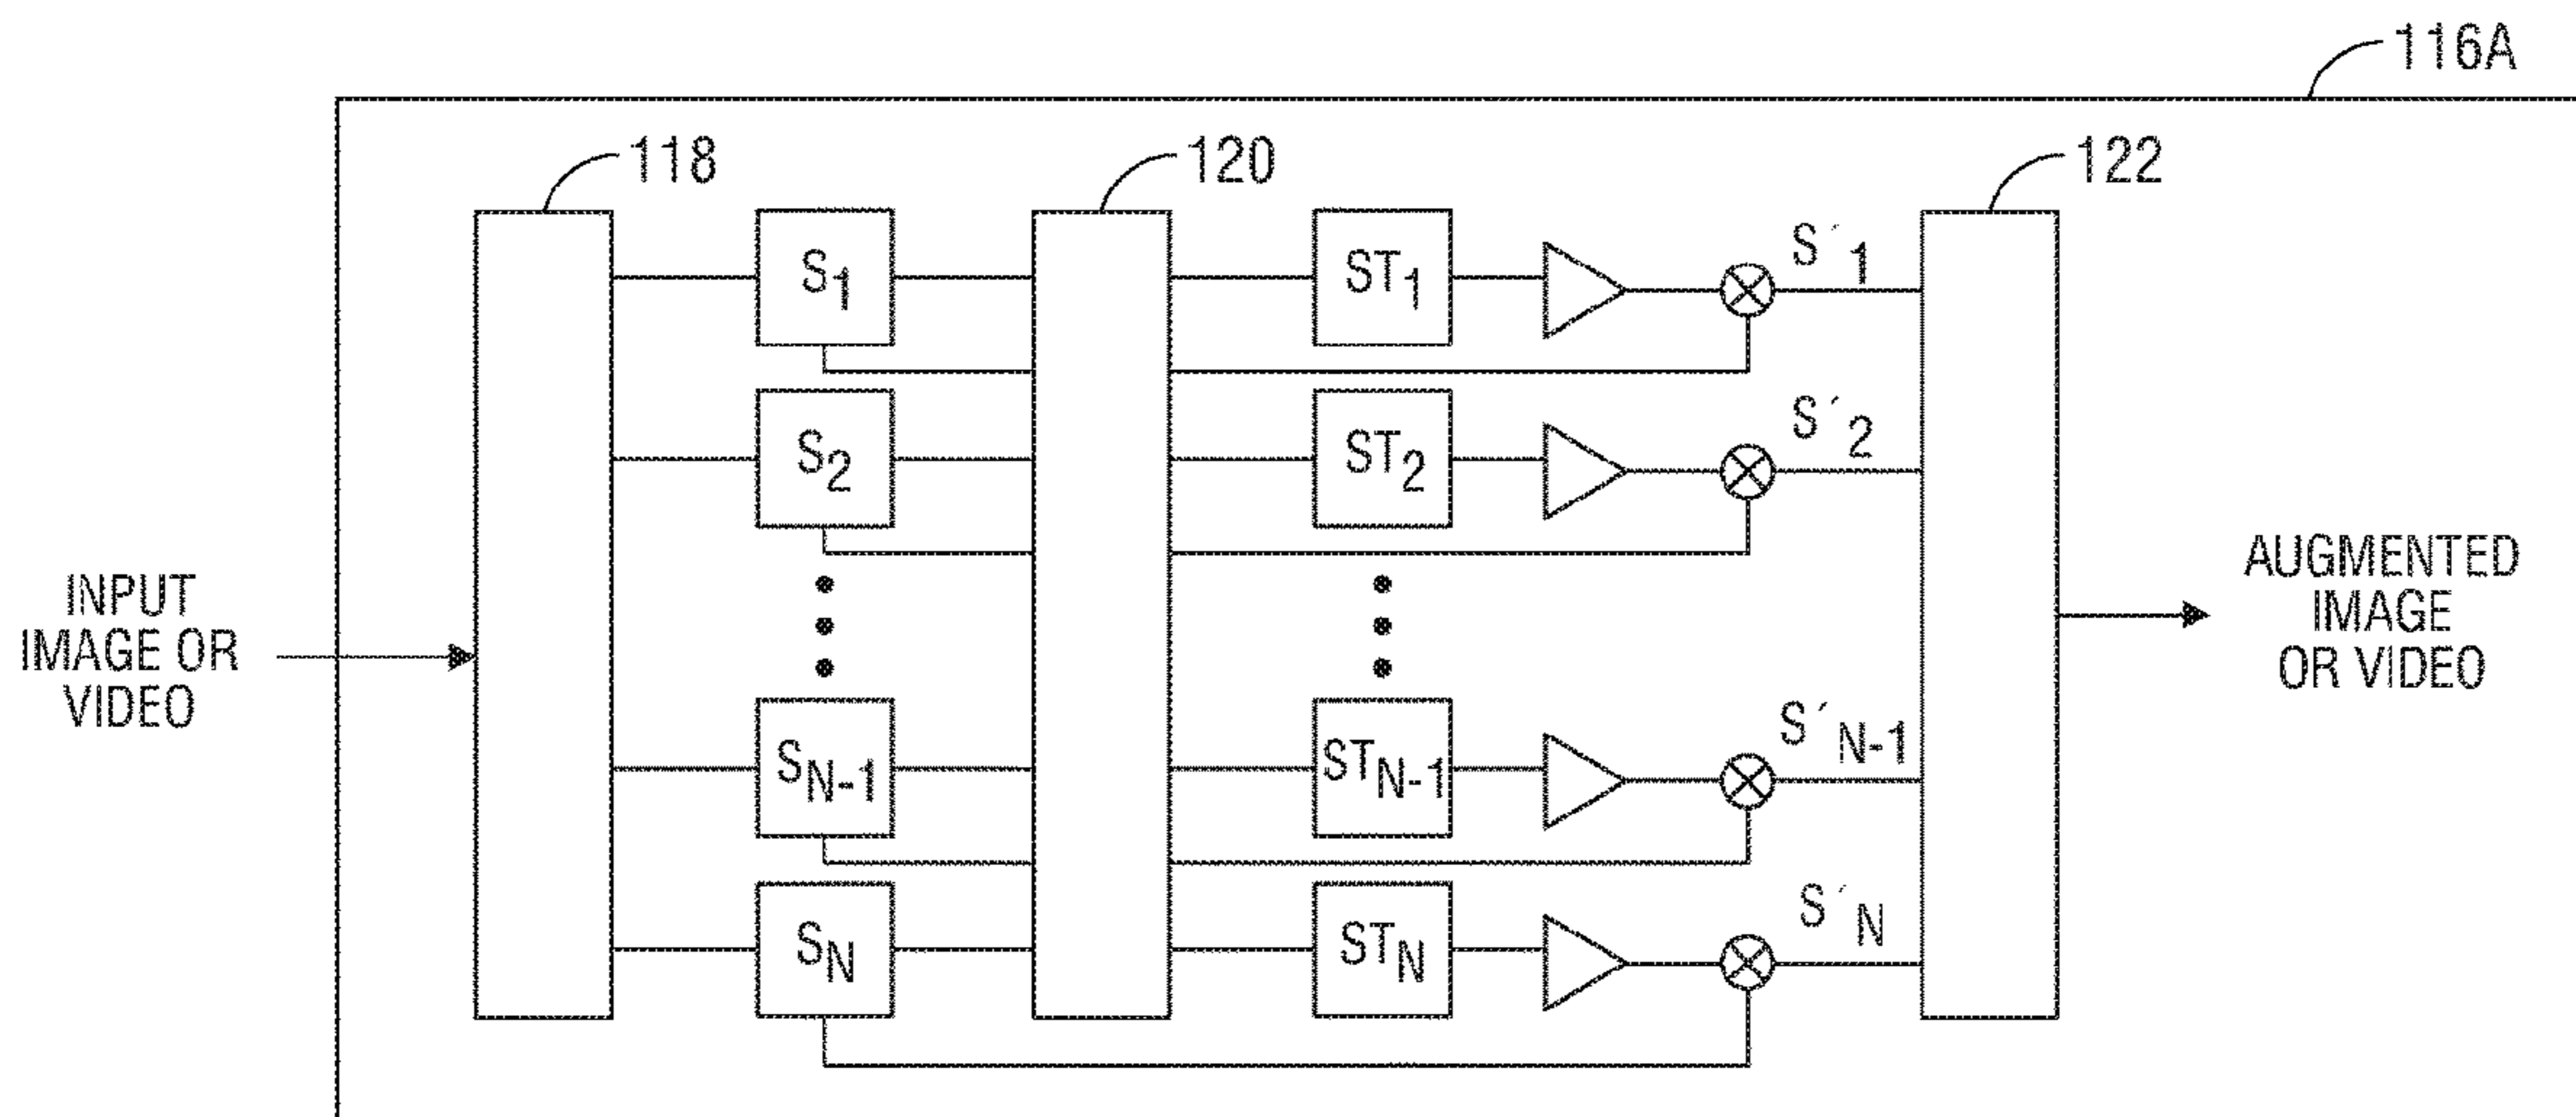 116A
118
120
122
S1
ST1
S´1
S2
ST2
S´2
INPUT
IMAGE OR
VIDEO
AUGMENTED
IMAGE
OR VIDEO
SN-1
STN-1
S´N-1
SN
STN
S´N